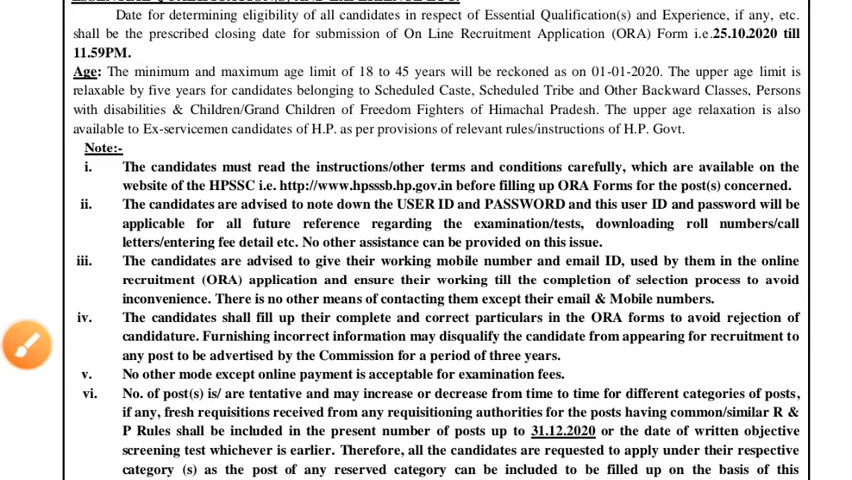 Date for determining eligibility of all candidates in respect of Essential Qualification(s) and Experience, if any, etc.
shall be the prescribed closing date for submission of On Line Recruitment Application (ORA) Form i.e.25.10.2020 till
11.59PM.
Age: The minimum and maximum age limit of 18 to 45 years will be reckoned as on 01-01-2020. The upper age limit is
relaxable by five years for candidates belonging to Scheduled Caste, Scheduled Tribe and Other Backward Classes, Persons
with disabilities & Children/Grand Children of Freedom Fighters of Himachal Pradesh. The upper age relaxation is also
available to Ex-servicemen candidates of H.P. as per provisions of relevant rules/instructions of H.P. Govt.
Note:-
i. The candidates must read the instructions/other terms and conditions carefully, which are available on the
website of the HPSSC i.e. http://www.hpsssb.hp.gov.in before filling up ORA Forms for the post(s) concerned.
ii. The candidates are advised to note down the USER ID and PASSWORD and this user ID and password will be
applicable for all future reference regarding the examination/tests, downloading roll numbers/call
letters/entering fee detail etc. No other assistance can be provided on this issue.
iii. The candidates are advised to give their working mobile number and email ID, used by them in the online
recruitment (ORA) application and ensure their working till the completion of selection process to avoid
inconvenience. There is no other means of contacting them except their email & Mobile numbers.
iv. The candidates shall fill up their complete and correct particulars in the ORA forms to avoid rejection of
candidature. Furnishing incorrect information may disqualify the candidate from appearing for recruitment to
any post to be advertised by the Commission for a period of three years.
v. No other mode except online payment is acceptable for examination fees.
vi. No. of post(s) is/ are tentative and may increase or decrease from time to time for different categories of posts,
if any, fresh requisitions received from any requisitioning authorities for the posts having common/similar R &
P Rules shall be included in the present number of posts up to 31.12.2020 or the date of written objective
screening test whichever is earlier. Therefore, all the candidates are requested to apply under their respective
category (s) as the post of any reserved category can be included to be filled up on the basis of this